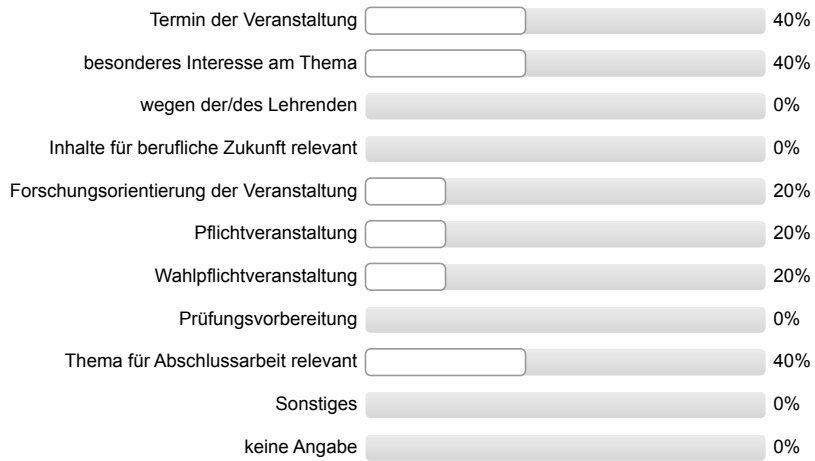 Termin der Veranstaltung 40%
besonderes Interesse am Thema 40%
wegen der/des Lehrenden 0%
Inhalte für berufliche Zukunft relevant 0%
Forschungsorientierung der Veranstaltung 20%
Pflichtveranstaltung 20%
Wahlpflichtveranstaltung 20%
Prüfungsvorbereitung 0%
Thema für Abschlussarbeit relevant 40%
Sonstiges 0%
keine Angabe 0%